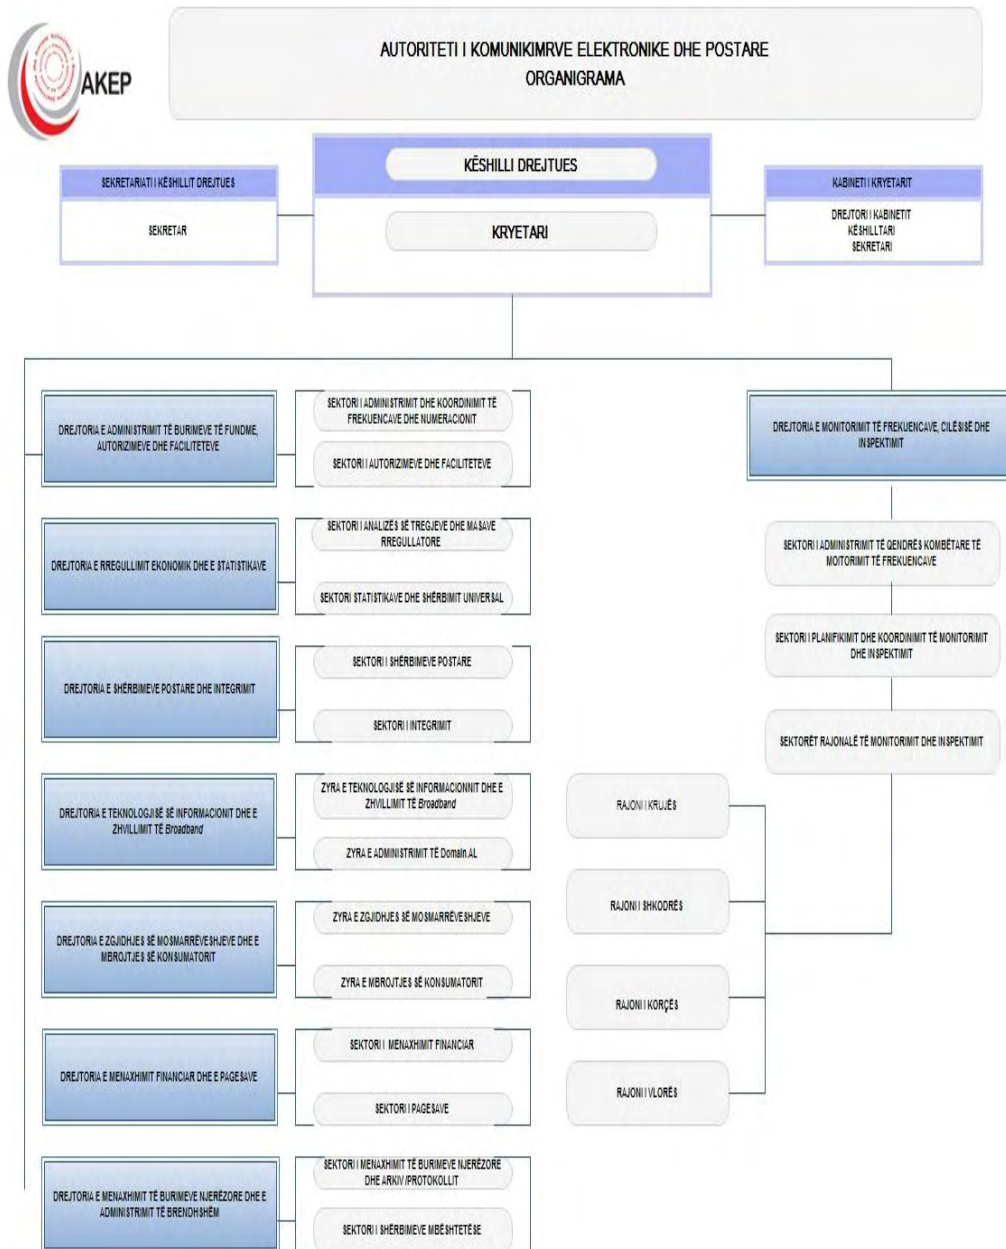 AKEP
AUTORITETI I KOMUNIKIMRVE ELEKTRONIKE DHE POSTARE
ORGANIGRAMA
SEKRETARIATI I KËSHILLIT DREJTUES
SEKRETAR
KËSHILLI DREJTUES
KRYETARI
KABINETI I KRYETARIT
DREJTORI I KABINETIT
KËSHILLTARI
SEKRETARI
DREJTORIA E ADMINISTRIMIT TË BURIMEVE TË FUNDME,
AUTORIZIMEVE DHE FACILITETEVE
SEKTORI I ADMINISTRIMIT DHE KOORDINIMIT TË
FREKUENCAVE DHE NUMERACIONIT
SEKTORI I AUTORIZIMEVE DHE FACILITETEVE
DREJTORIA E RREGULLIMIT EKONOMIK DHE E STATISTIKAVE
SEKTORI I ANALIZËS SË TREGJEVE DHE MASAVE
RREGULLATORE
SEKTORI STATISTIKAVE DHE SHËRBIMIT UNIVERSAL
DREJTORIA E SHËRBIMEVE POSTARE DHE INTEGRIMIT
SEKTORI I SHËRBIMEVE POSTARE
SEKTORI I INTEGRIMIT
DREJTORIA E TEKNOLOGJISË SË INFORMACIONIT DHE E
ZHVILLIMIT TË Broadband
ZYRA E TEKNOLOGJISË SË INFORMACIONNIT DHE E
ZHVILLIMIT TË Broadband
ZYRA E ADMINISTRIMIT TË Domain.AL
DREJTORIA E ZGJIDHJES SË MOSMARRËVESHJEVE DHE E
MBROJTJES SË KONSUMATORIT
ZYRA E ZGJIDHJES SË MOSMARRËVESHJEVE
ZYRA E MBROJTJES SË KONSUMATORIT
DREJTORIA E MENAXHIMIT FINANCIAR DHE E PAGESAVE
SEKTORI I MENAXHIMIT FINANCIAR
SEKTORI I PAGESAVE
DREJTORIA E MENAXHIMIT TË BURIMEVE NJERËZORE DHE E
ADMINISTRIMIT TË BRENDHSHËM
SEKTORI I MENAXHIMIT TË BURIMEVE NJERËZORE
DHE ARKIV /PROTOKOLLIT
SEKTORI I SHËRBIMEVE MBËSHTETËSE
DREJTORIA E MONITORIMIT TË FREKUENCAVE, CILËSISË DHE
INSPEKTIMIT
SEKTORI I ADMINISTRIMIT TË QENDRËS KOMBËTARE TË
MOITORIMIT TË FREKUENCAVE
SEKTORI I PLANIFIKIMIT DHE KOORDINIMIT TË MONITORIMIT
DHE INSPEKTIMIT
SEKTORËT RAJONALË TË MONITORIMIT DHE INSPEKTIMIT
RAJONI I KRUJËS
RAJONI I SHKODRËS
RAJONI I KORÇËS
RAJONI I VLORËS